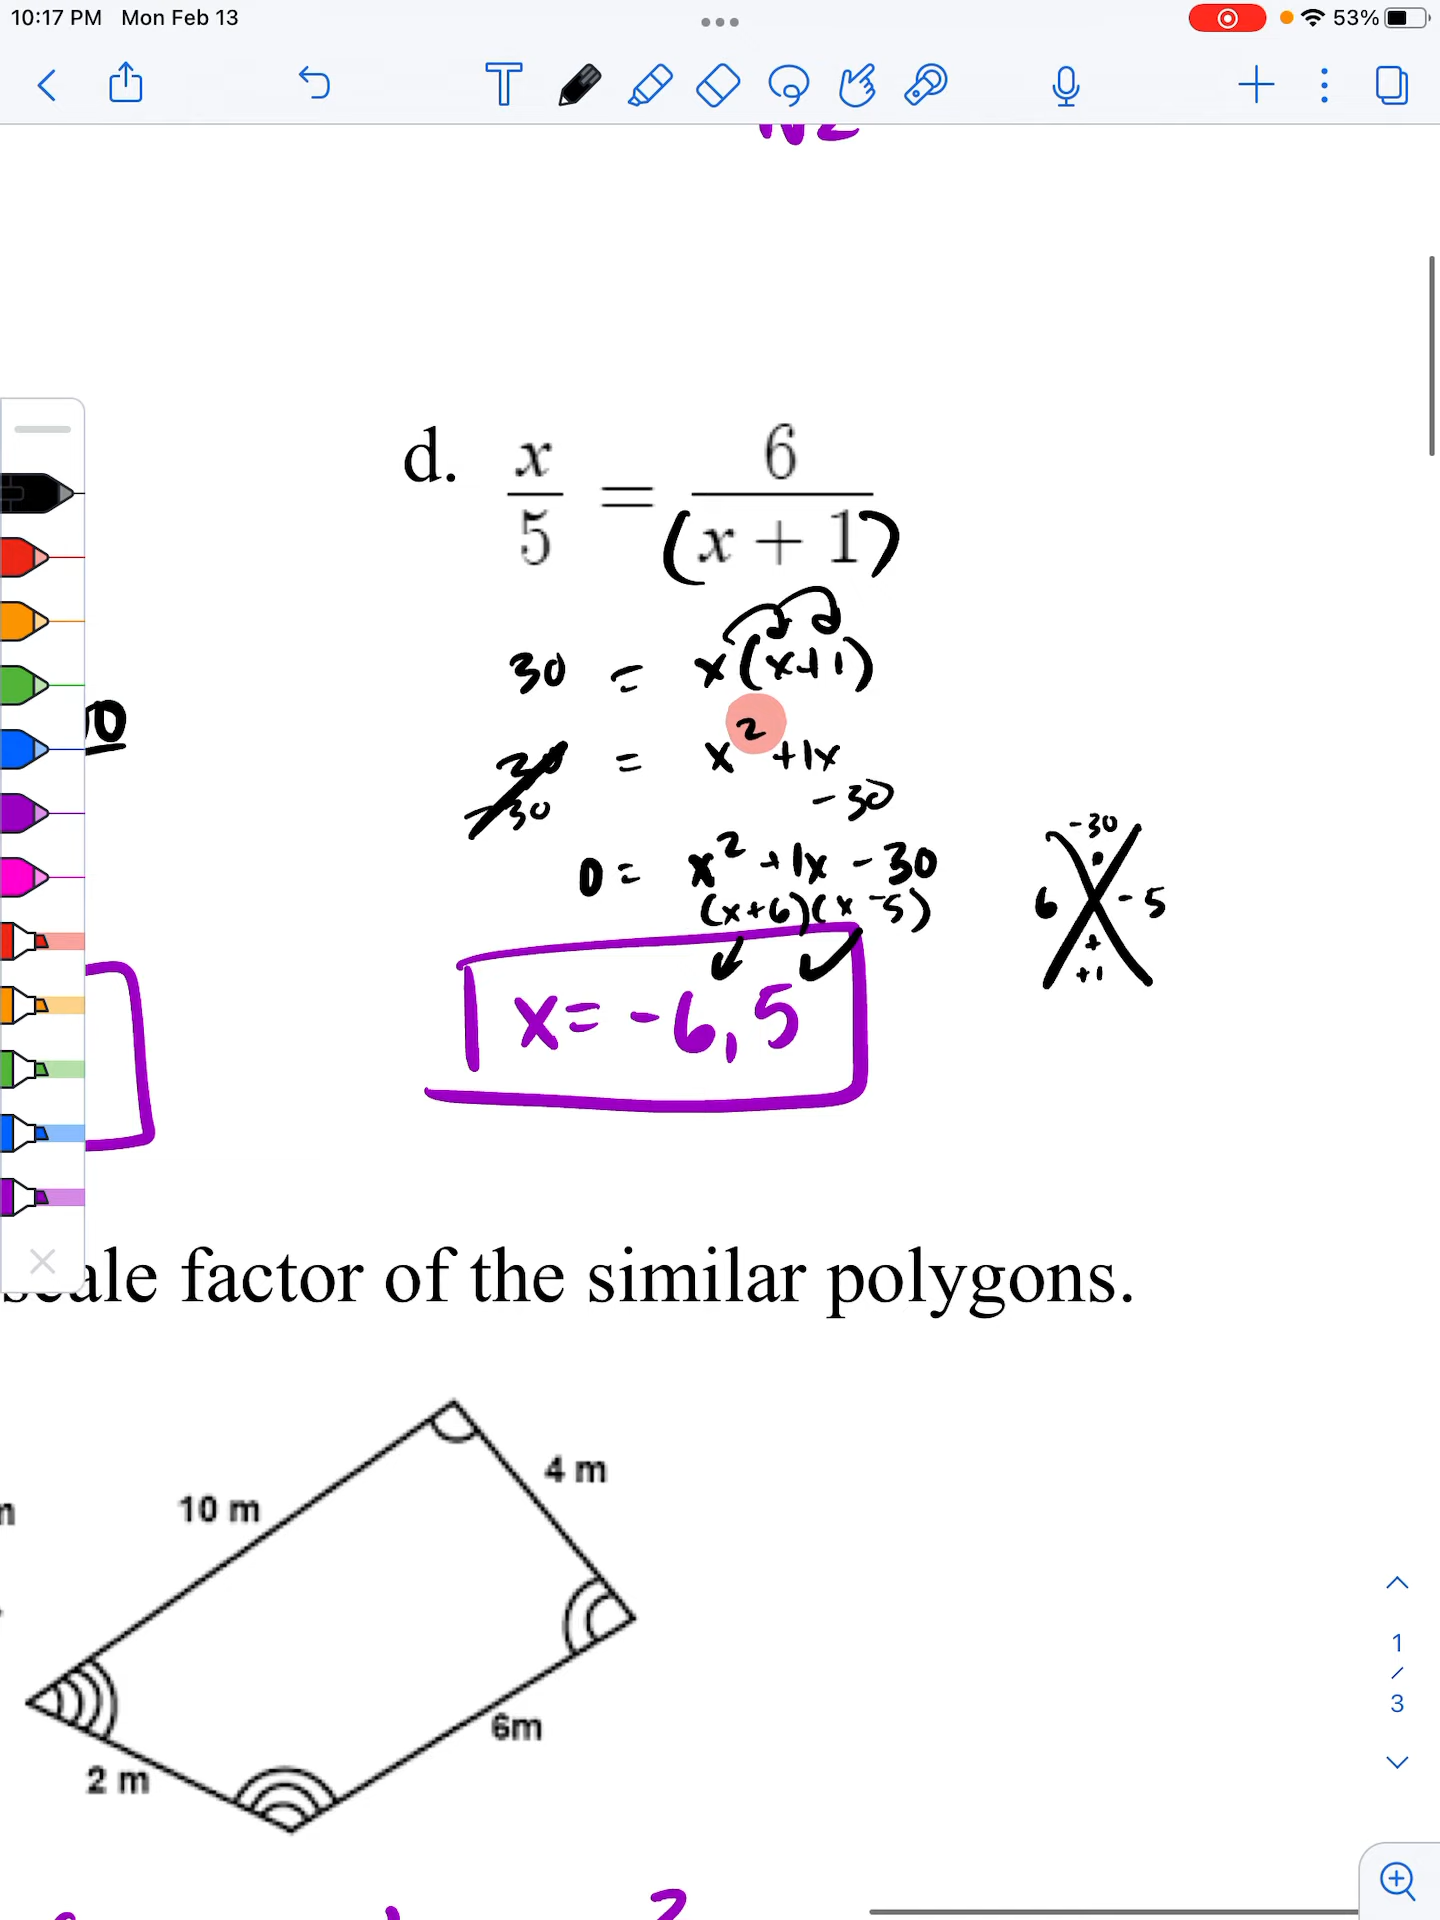 10:17 PM Mon Feb 13
53%
T
d. x/5 = 6/(x + 1)
30 = x(x+1)
30 = x² +1x
-30 -30
0 = x² +1x - 30
(x+6)(x -5)
-30
6 -5
+
+1
x= -6,5
0
ale factor of the similar polygons.
4 m
10 m
6m
2 m
1
/
3